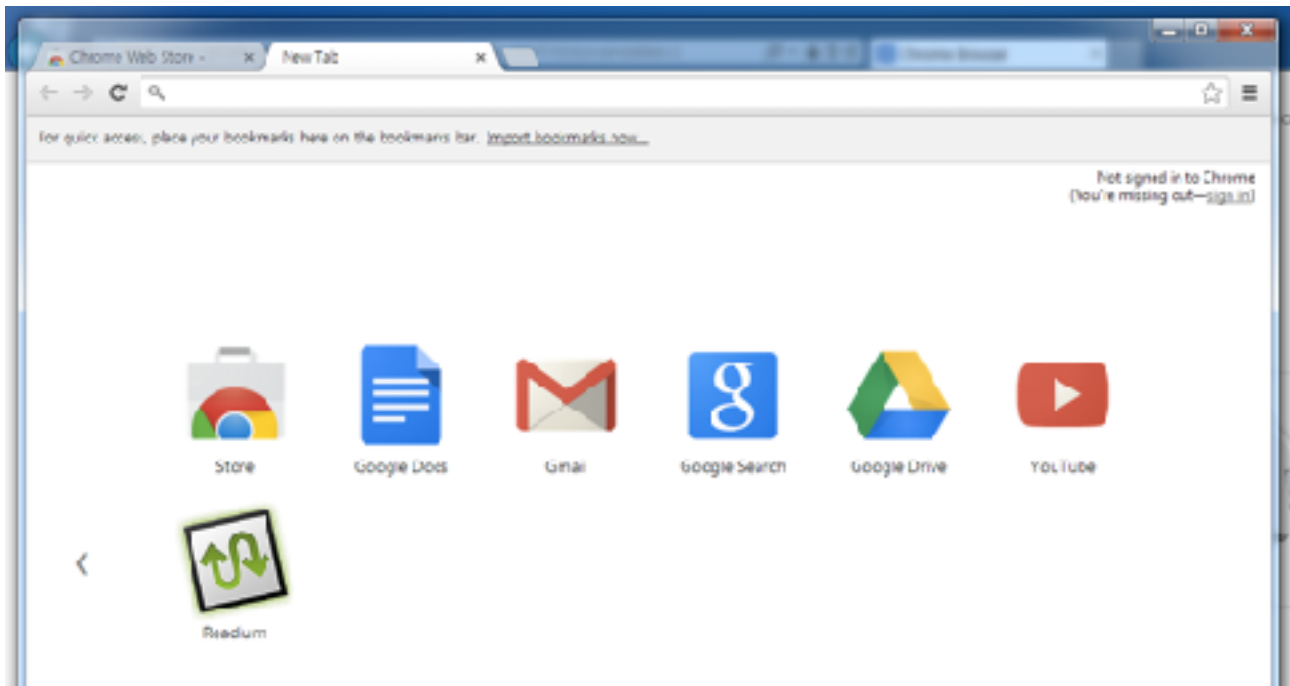 Chrome Web Store -
New Tab
Chrome Browser
For quick access, place your bookmarks here on the bookmarks bar. Import bookmarks now...
Not signed in to Chrome
(You're missing out—sign in)
Store
Google Docs
Gmail
Google Search
Google Drive
YouTube
Readium